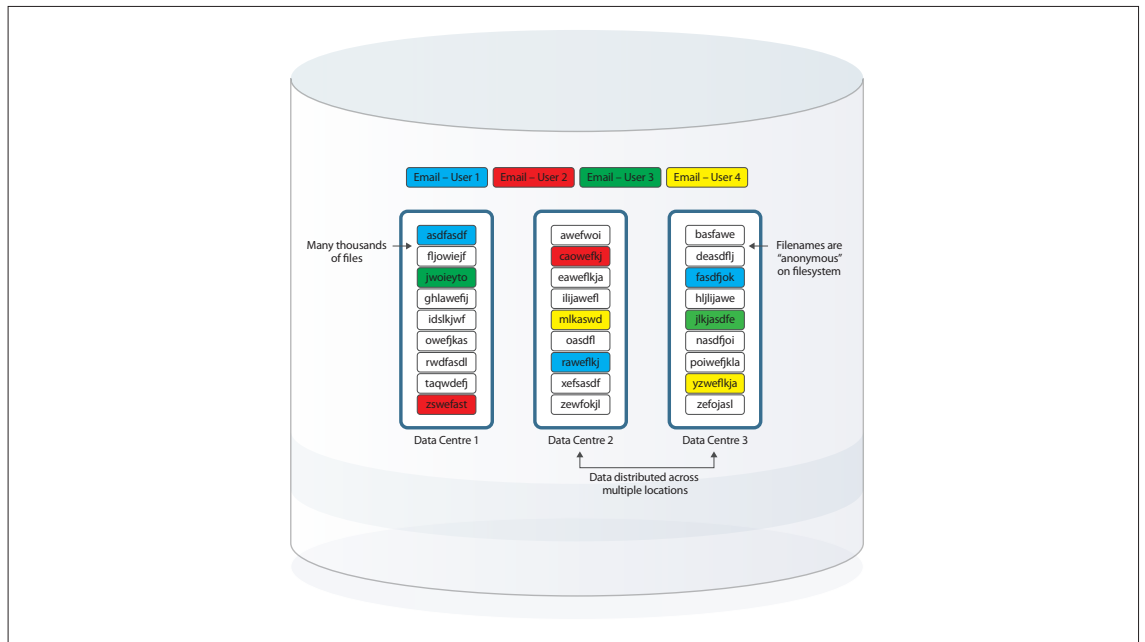 Email – User 1
Email – User 2
Email – User 3
Email – User 4
Many thousands
of files
asdfasdf
fljowiejf
jwoieyto
ghlawefij
idslkjwf
owefjkas
rwdfasdl
taqwdefj
zswefast
Data Centre 1
awefwoi
caowefkj
eaweflkja
ilijawefl
mlkaswd
oasdfl
raweflkj
xefsasdf
zewfokjl
Data Centre 2
basfawe
deasdflj
fasdfjok
hljlijawe
jlkjasdfe
nasdfjoi
poiwefjkla
yzweflkja
zefojasl
Data Centre 3
Filenames are
"anonymous"
on filesystem
Data distributed across
multiple locations